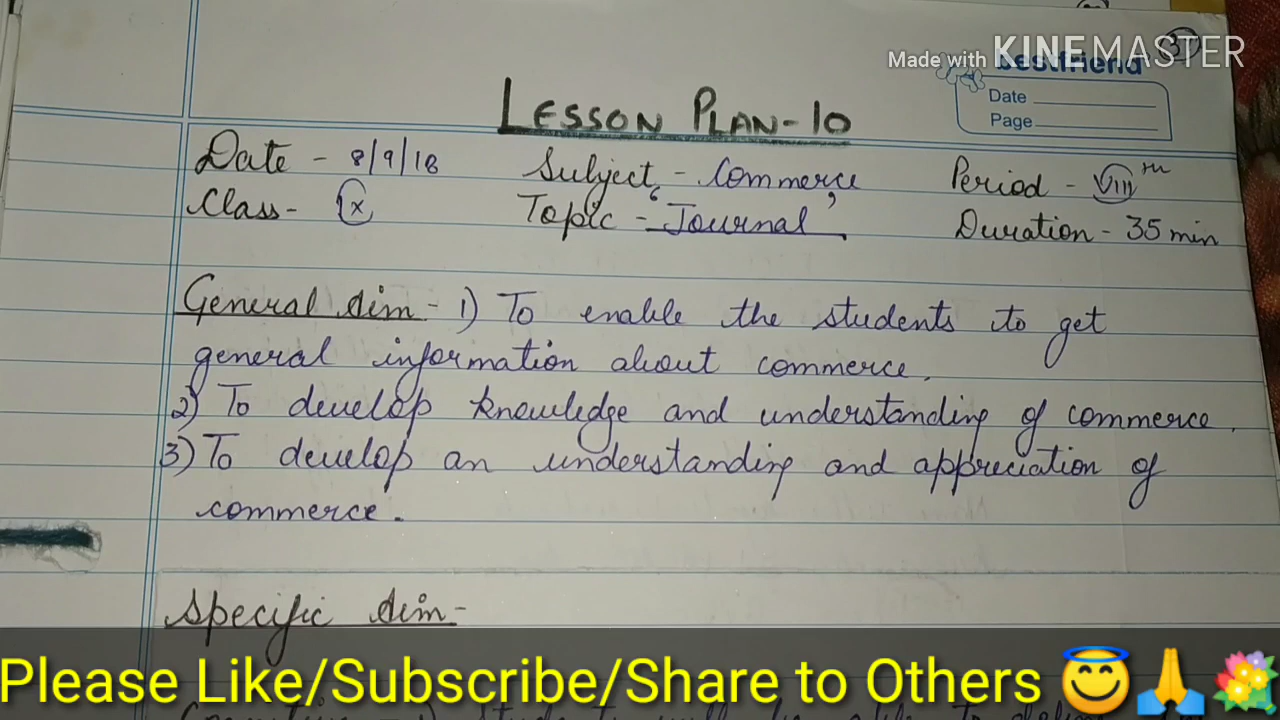 Made with KINEMASTER
37
bestfriend
Date
Page
LESSON PLAN-10
Date - 8/9/18 Subject - Commerce Period - VIIIth
Class - IX Topic - 'Journal' Duration - 35 min
General Aim - 1) To enable the students to get
general information about commerce.
2) To develop knowledge and understanding of commerce.
3) To develop an understanding and appreciation of
commerce.
Specific Aim -
Please Like/Subscribe/Share to Others 😇🙏💐